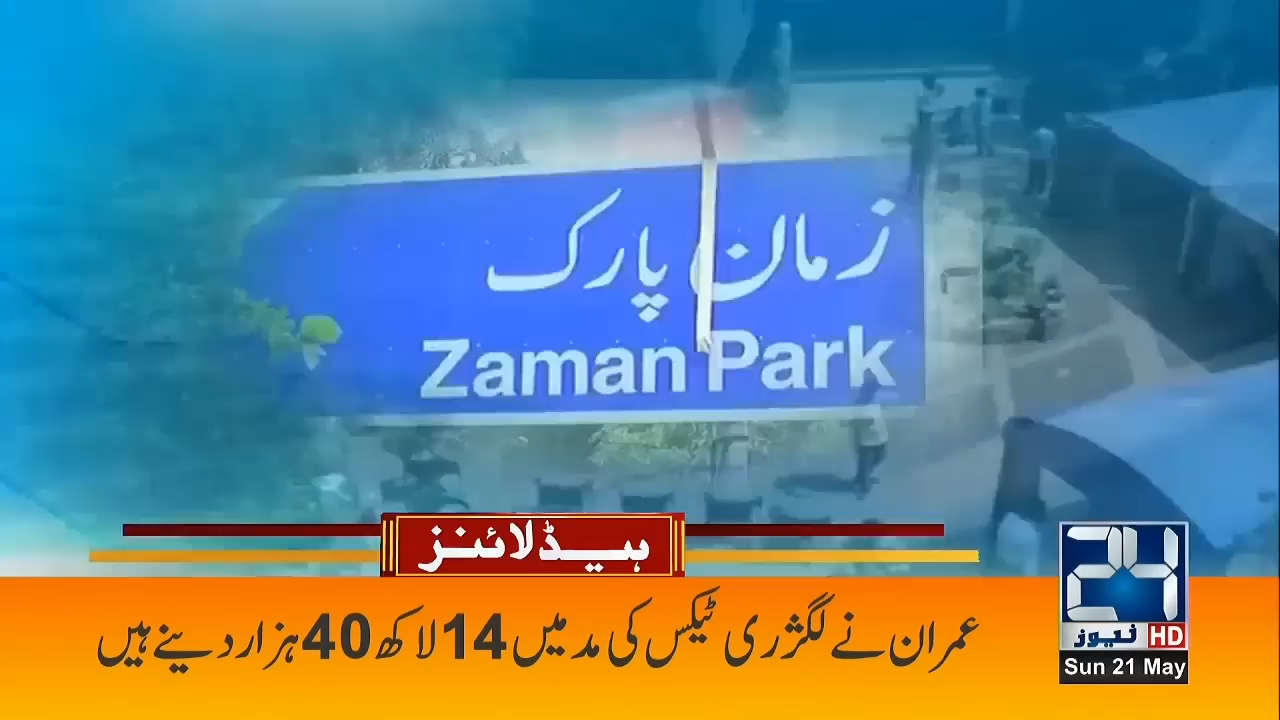 زمان پارک
Zaman Park
ہیڈلائنز
عمران نے لگژری ٹیکس کی مد میں 14 لاکھ 40 ہزار دینے ہیں
24
نیوز HD
Sun 21 May